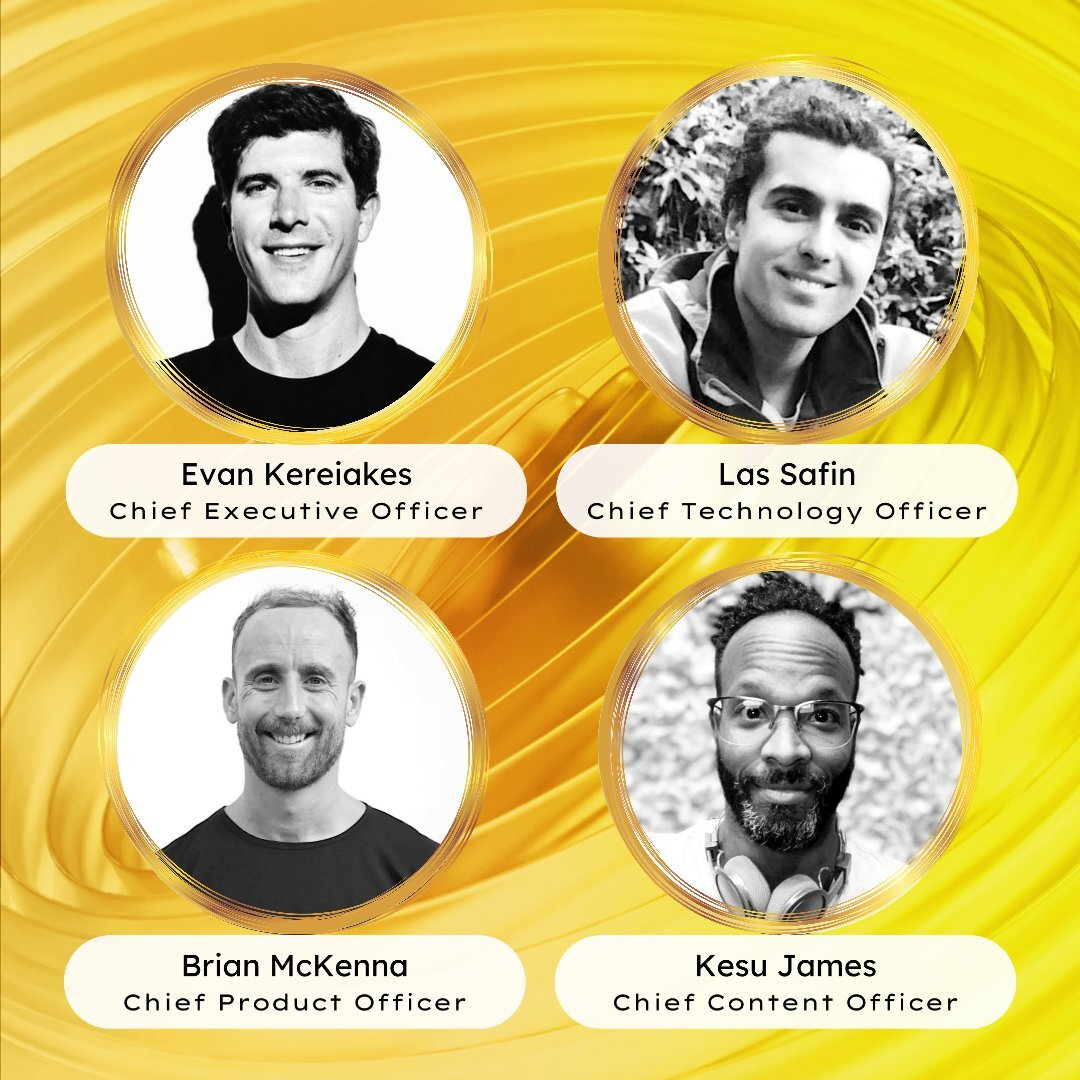 Evan Kereiakes
Chief Executive Officer
Las Safin
Chief Technology Officer
Brian McKenna
Chief Product Officer
Kesu James
Chief Content Officer